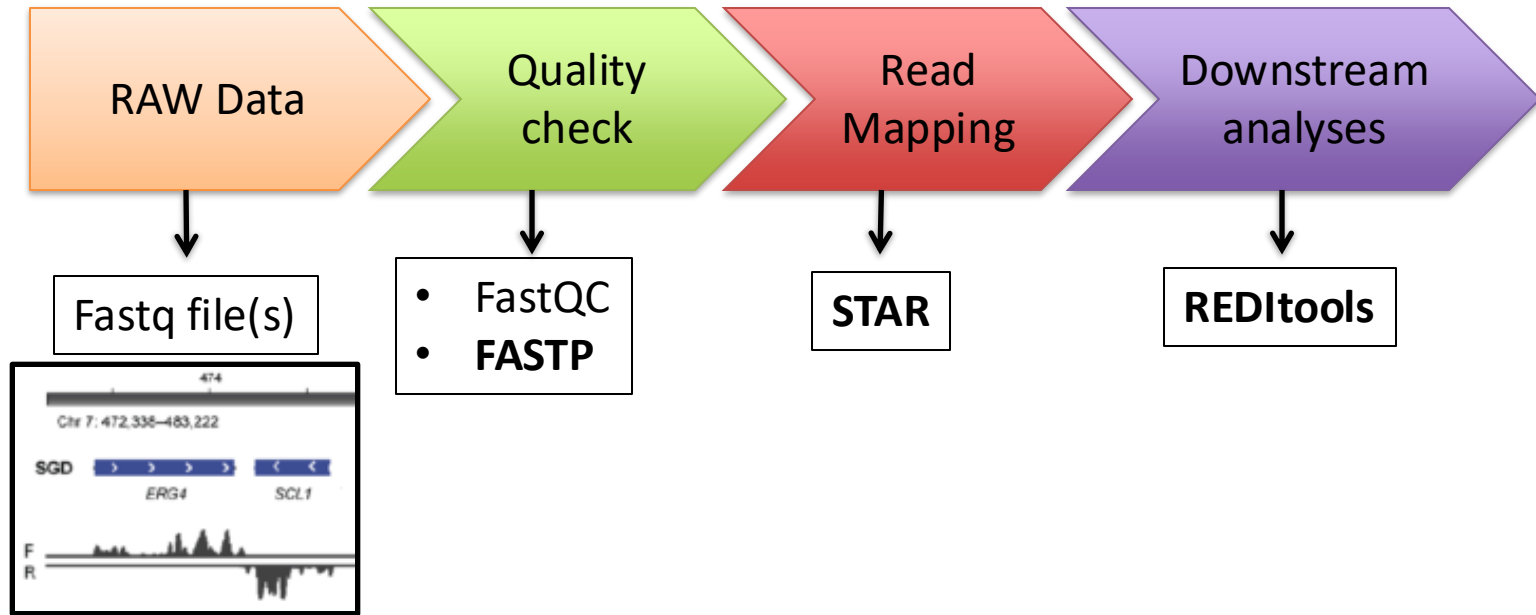 RAW Data
Quality
check
Read
Mapping
Downstream
analyses
Fastq file(s)
• FastQC
• FASTP
STAR
REDItools
474
Chr 7: 472,338–483,222
SGD
ERG4
SCL1
F
R